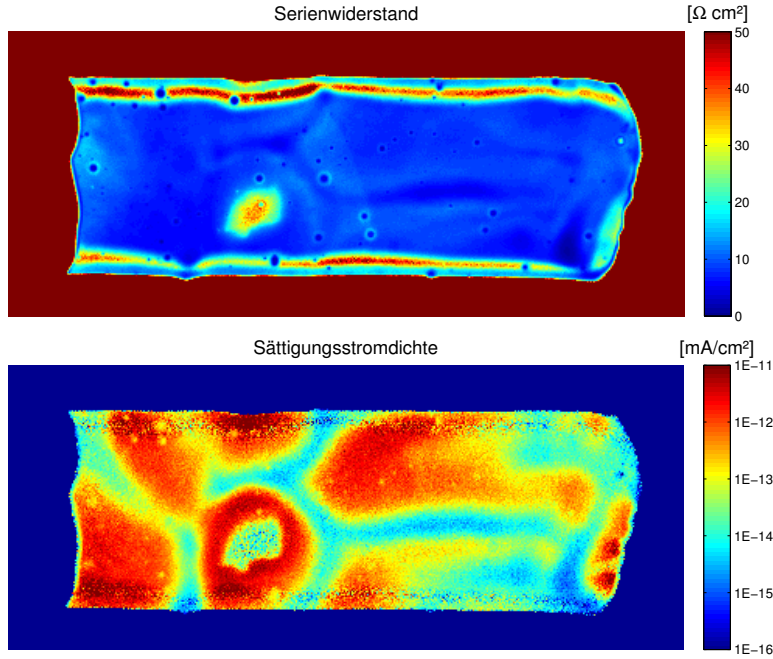 Serienwiderstand
[Ω cm²]
50
40
30
20
10
0
Sättigungsstromdichte
[mA/cm²]
1E−11
1E−12
1E−13
1E−14
1E−15
1E−16